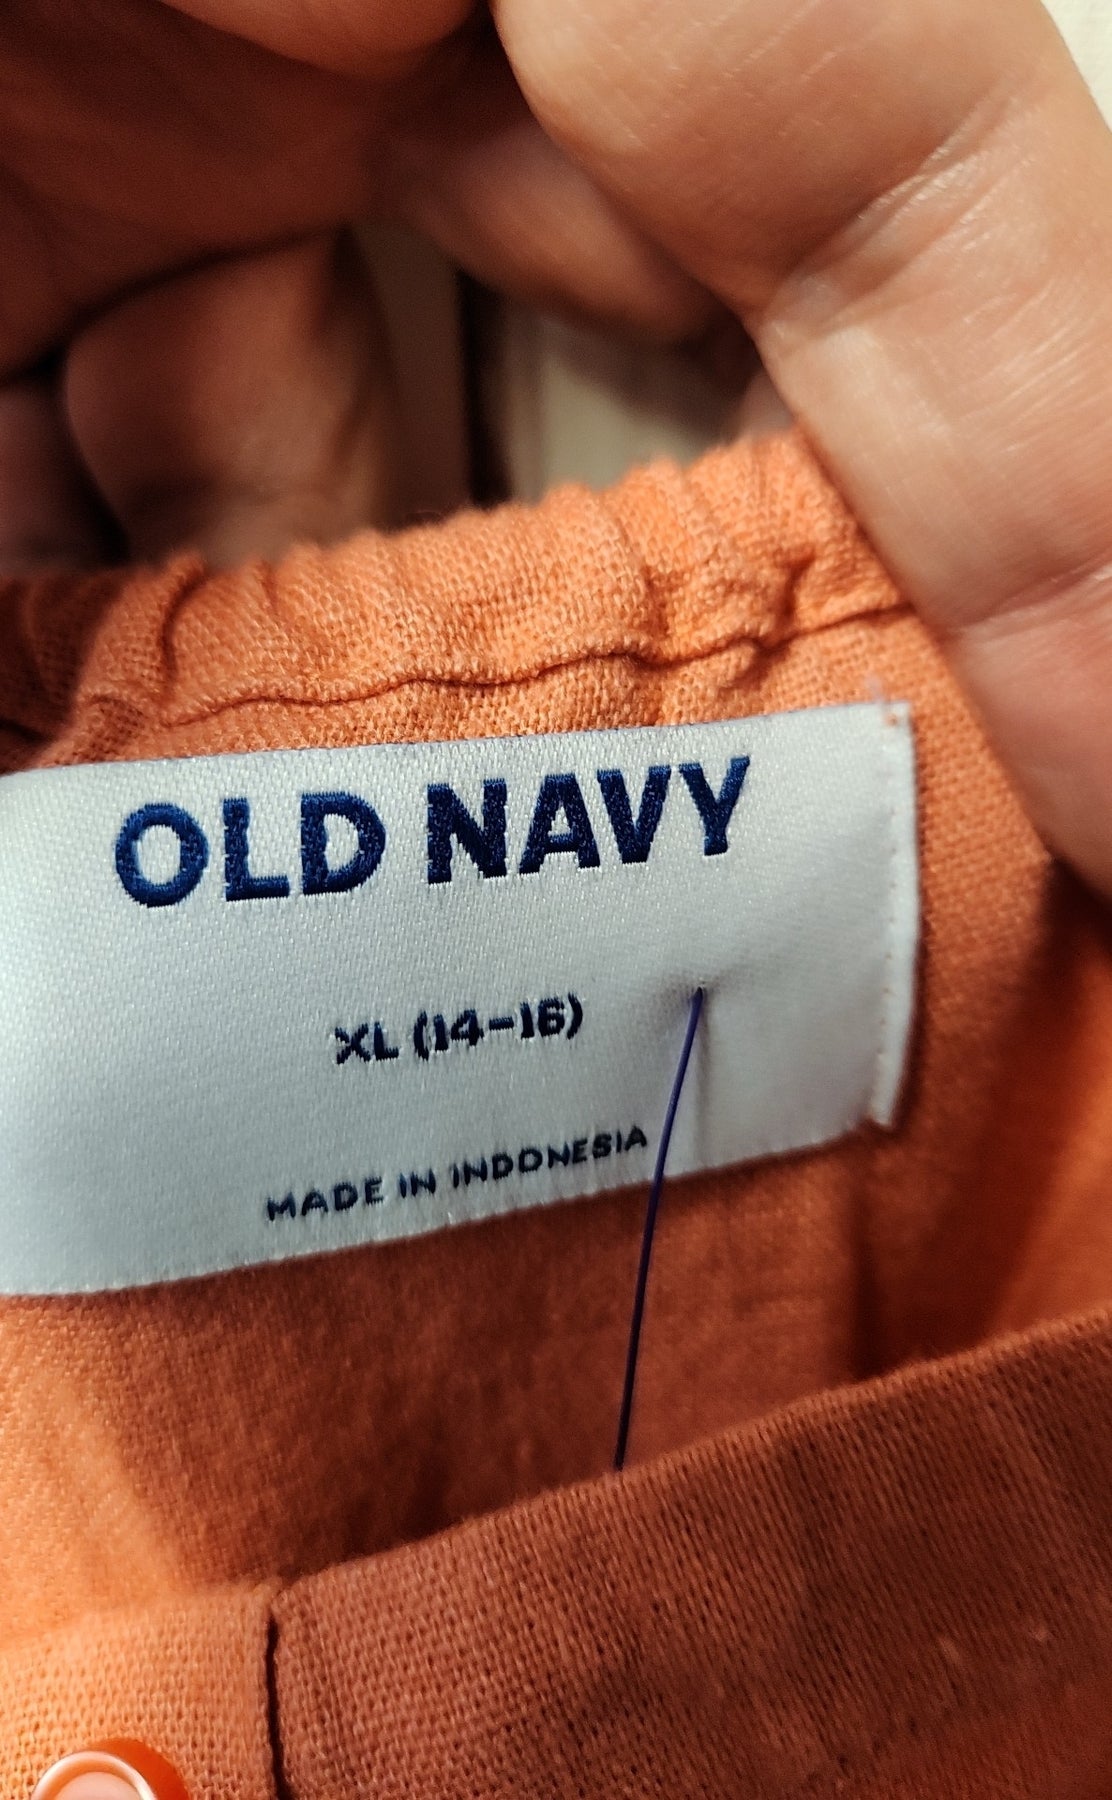 OLD NAVY
XL (14-16)
MADE IN INDONESIA